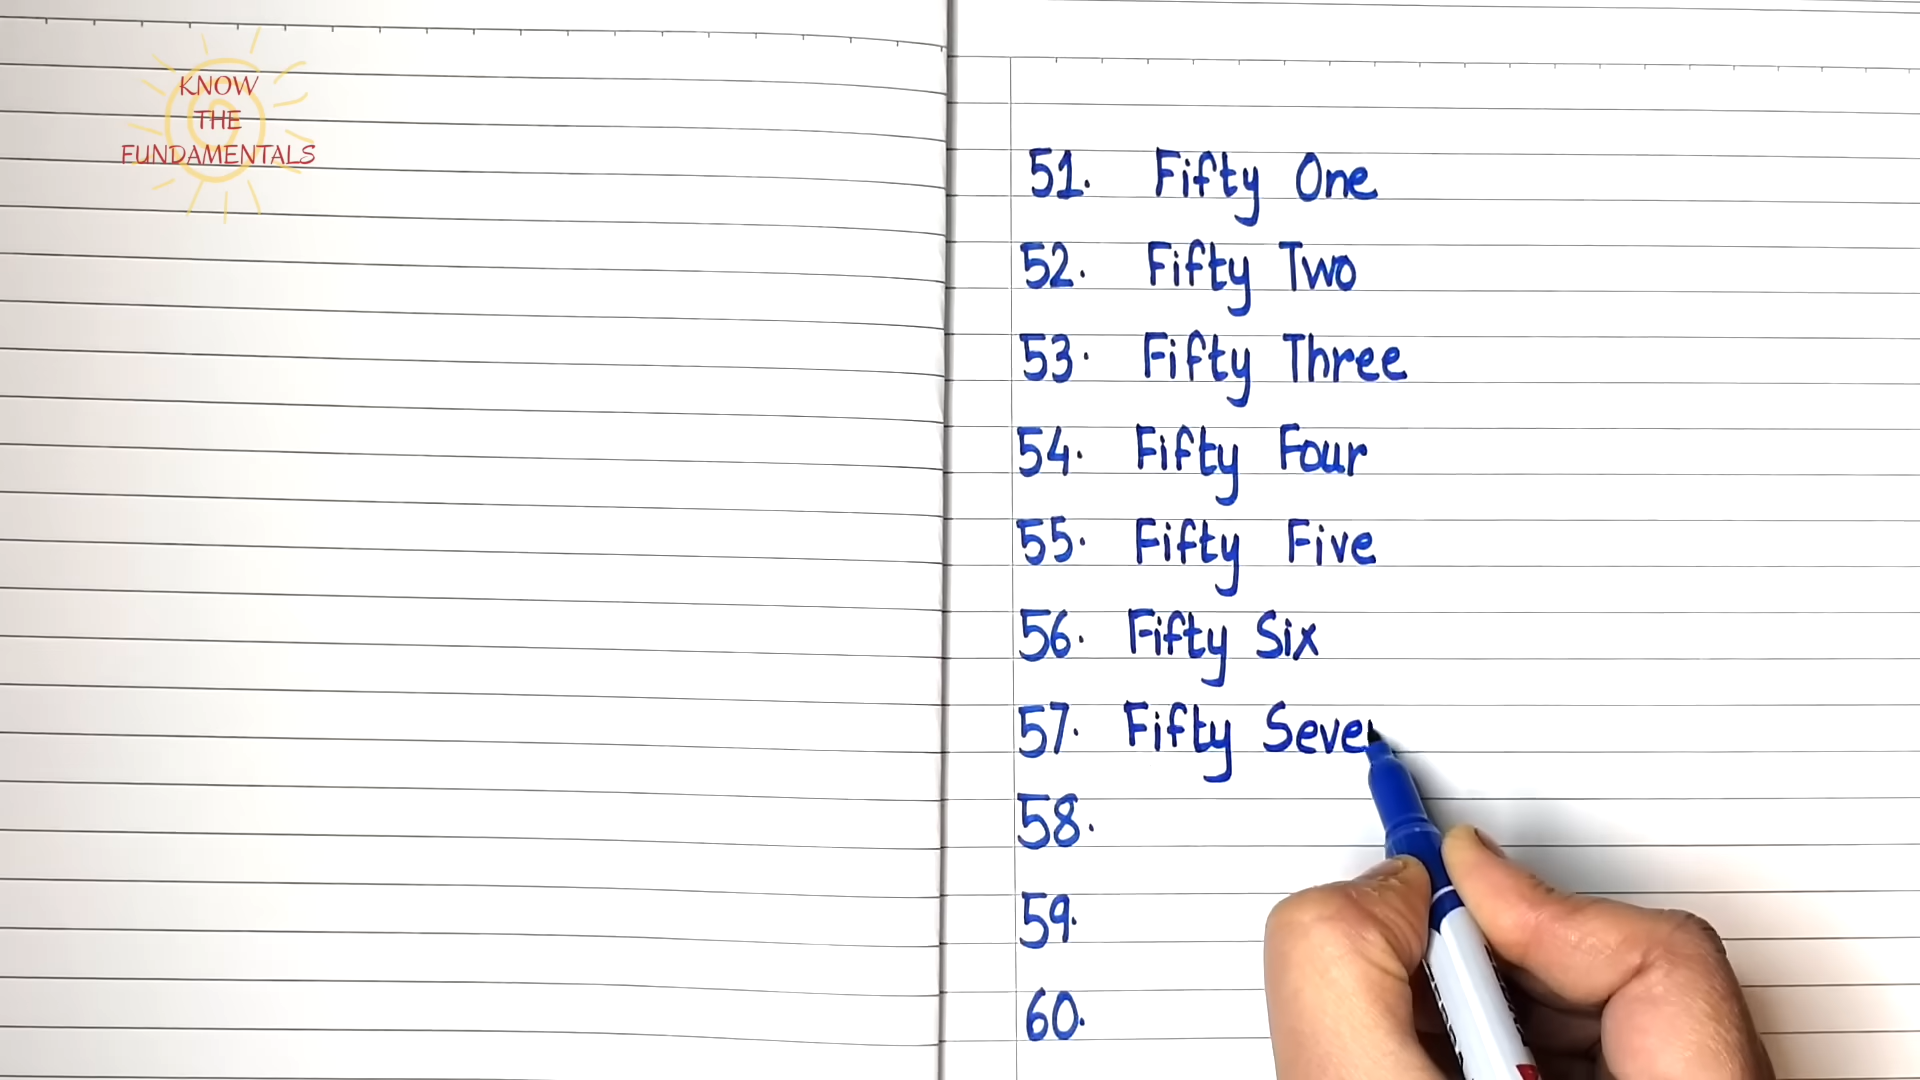 KNOW
THE
FUNDAMENTALS
51. Fifty One
52. Fifty Two
53. Fifty Three
54. Fifty Four
55. Fifty Five
56. Fifty Six
57. Fifty Seve
58.
59.
60.